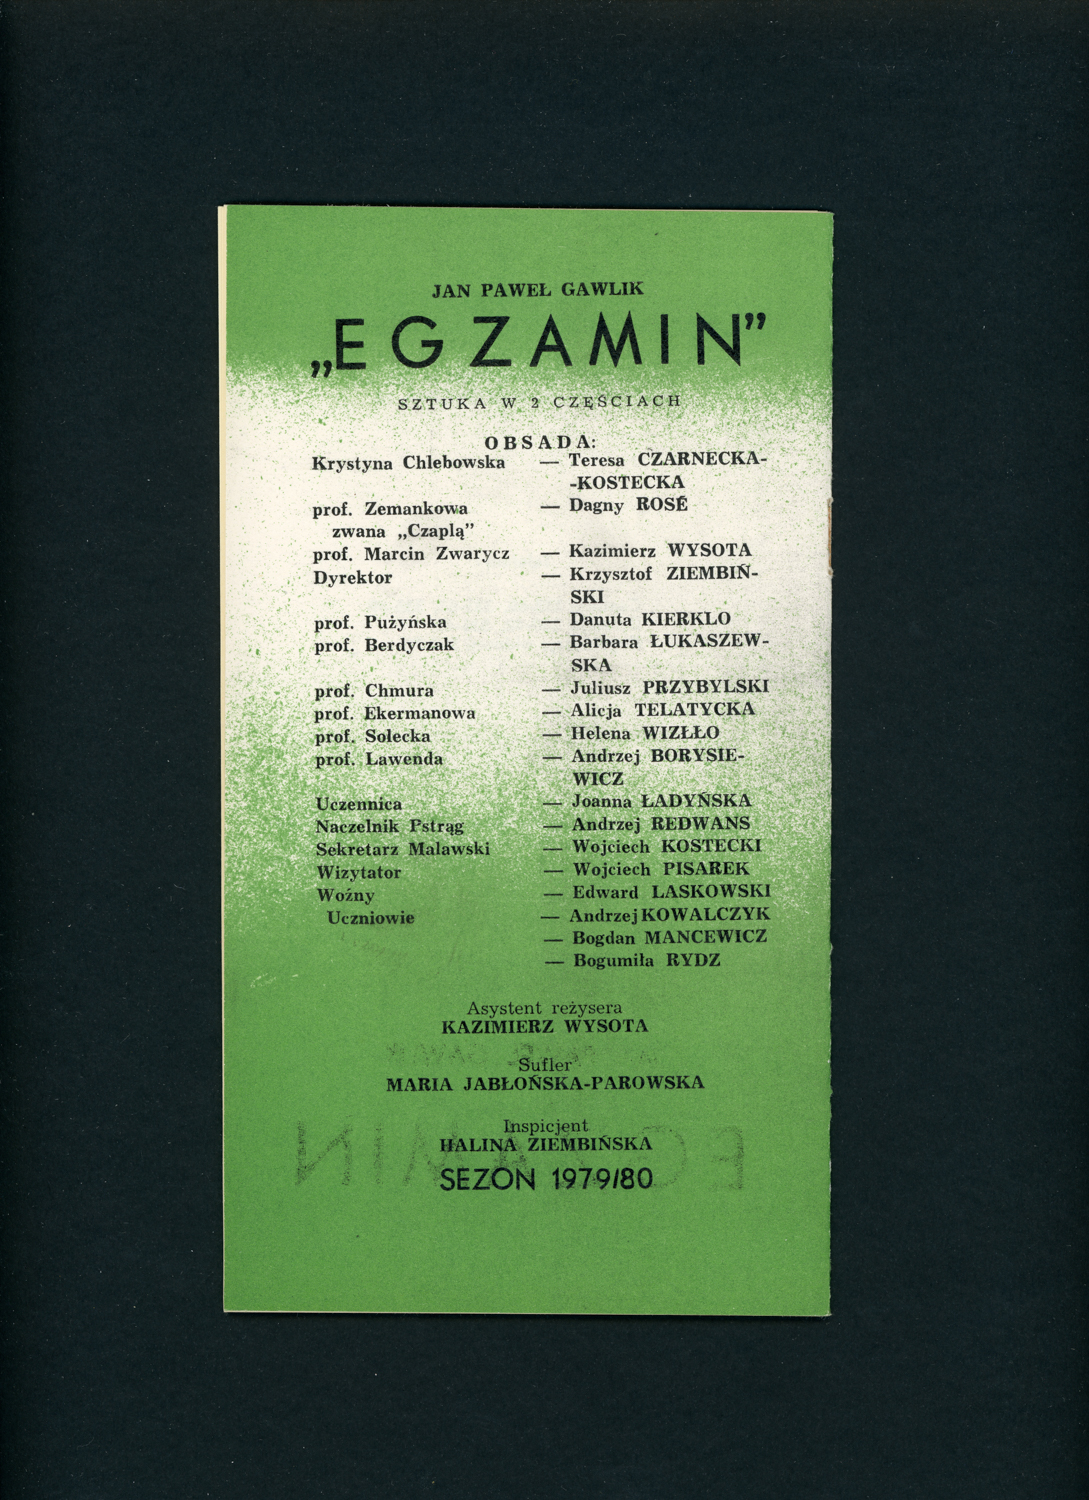 JAN PAWEŁ GAWLIK
„EGZAMIN”
SZTUKA W 2 CZĘŚCIACH
OBSADA:
Krystyna Chlebowska — Teresa CZARNECKA-
-KOSTECKA
prof. Zemankowa — Dagny ROSÉ
zwana „Czaplą”
prof. Marcin Zwarycz — Kazimierz WYSOTA
Dyrektor — Krzysztof ZIEMBIŃ-
SKI
prof. Pużyńska — Danuta KIERKLO
prof. Berdyczak — Barbara ŁUKASZEW-
SKA
prof. Chmura — Juliusz PRZYBYLSKI
prof. Ekermanowa — Alicja TELATYCKA
prof. Solecka — Helena WIZŁŁO
prof. Lawenda — Andrzej BORYSIE-
WICZ
Uczennica — Joanna ŁADYŃSKA
Naczelnik Pstrąg — Andrzej REDWANS
Sekretarz Malawski — Wojciech KOSTECKI
Wizytator — Wojciech PISAREK
Woźny — Edward LASKOWSKI
Uczniowie — Andrzej KOWALCZYK
— Bogdan MANCEWICZ
— Bogumiła RYDZ
Asystent reżysera
KAZIMIERZ WYSOTA
Sufler
MARIA JABŁOŃSKA-PAROWSKA
Inspicjent
HALINA ZIEMBIŃSKA
SEZON 1979/80